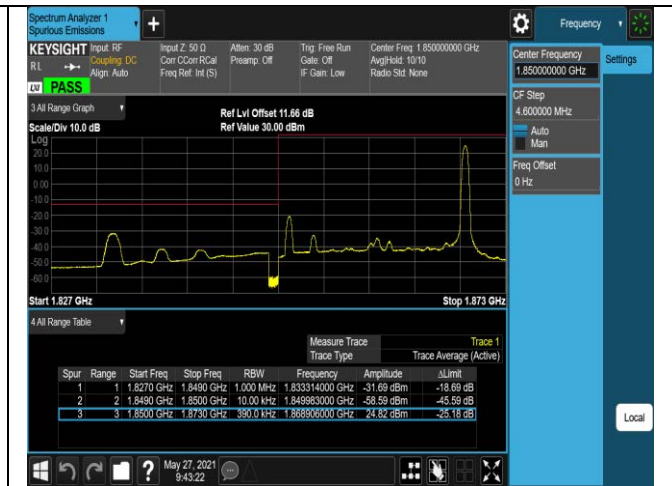 Spectrum Analyzer 1
Spurious Emissions
+
Frequency
KEYSIGHT
RL
Input: RF
Coupling: DC
Align: Auto
Input Z: 50 Ω
Corr CCorr RCal
Freq Ref: Int (S)
Atten: 30 dB
Preamp: Off
Trig: Free Run
Gate: Off
IF Gain: Low
Center Freq: 1.850000000 GHz
Avg|Hold: 10/10
Radio Std: None
LXI PASS
Center Frequency
1.850000000 GHz
Settings
CF Step
4.600000 MHz
Auto
Man
Freq Offset
0 Hz
3 All Range Graph
Ref Lvl Offset 11.66 dB
Scale/Div 10.0 dB Ref Value 30.00 dBm
Log
20.0
10.0
0.00
-10.0
-20.0
-30.0
-40.0
-50.0
-60.0
Start 1.827 GHz Stop 1.873 GHz
4 All Range Table
Measure Trace Trace 1
Trace Type Trace Average (Active)
Spur Range Start Freq Stop Freq RBW Frequency Amplitude ΔLimit
1 1 1.8270 GHz 1.8490 GHz 1.000 MHz 1.833314000 GHz -31.69 dBm -18.69 dB
2 2 1.8490 GHz 1.8500 GHz 10.00 kHz 1.849983000 GHz -58.59 dBm -45.59 dB
3 3 1.8500 GHz 1.8730 GHz 390.0 kHz 1.868906000 GHz 24.82 dBm -25.18 dB
Local
?
May 27, 2021
9:43:22